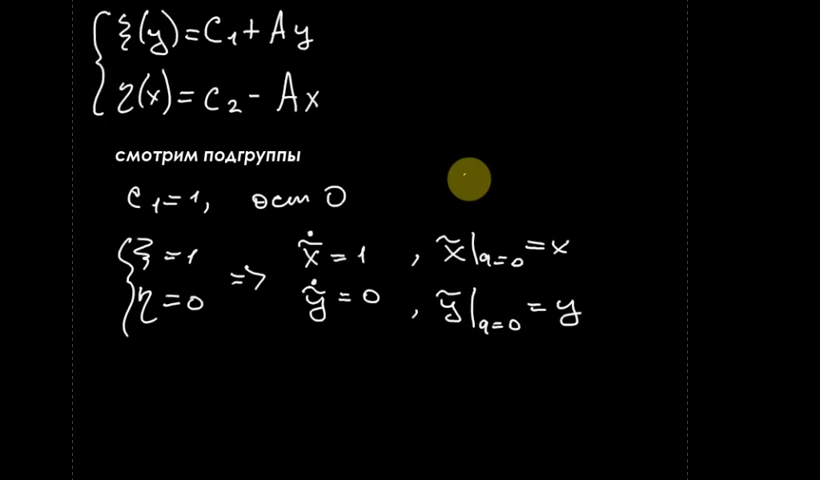 ξ(y)=C₁+Ay
η(x)=C₂-Ax
смотрим подгруппы
C₁=1, ост 0
ξ=1 => ẋ̃=1, x̃|ₐ₌₀=x
η=0 ẏ̃=0, ỹ|ₐ₌₀=y